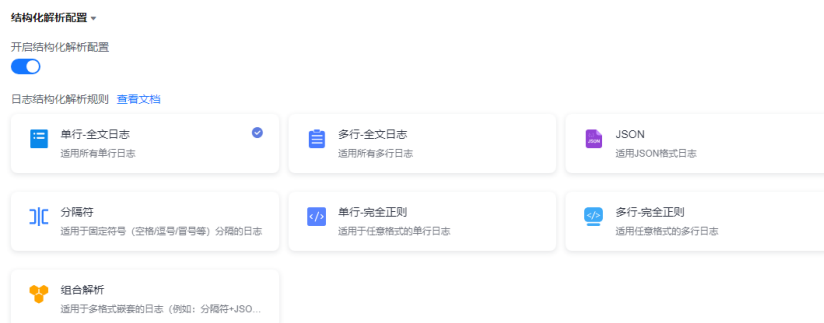 结构化解析配置
开启结构化解析配置
日志结构化解析规则 查看文档
单行-全文日志
适用所有单行日志
多行-全文日志
适用所有多行日志
JSON
JSON
适用JSON格式日志
分隔符
适用于固定符号（空格/逗号/冒号等）分隔的日志
单行-完全正则
适用于任意格式的单行日志
多行-完全正则
适用任意格式的多行日志
组合解析
适用于多格式嵌套的日志（例如：分隔符+JSO...